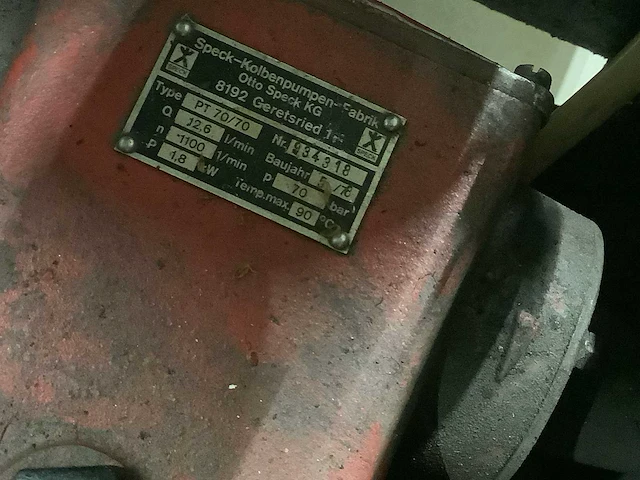 Speck-Kolbenpumpen-Fabrik
Otto Speck KG
8192 Geretsried 1
Type PT 70/70 Nr. 934318
Q 12,6 l/min Baujahr
n 1100 1/min P 70 bar
P 1,8 kW Temp.max. 90 °C